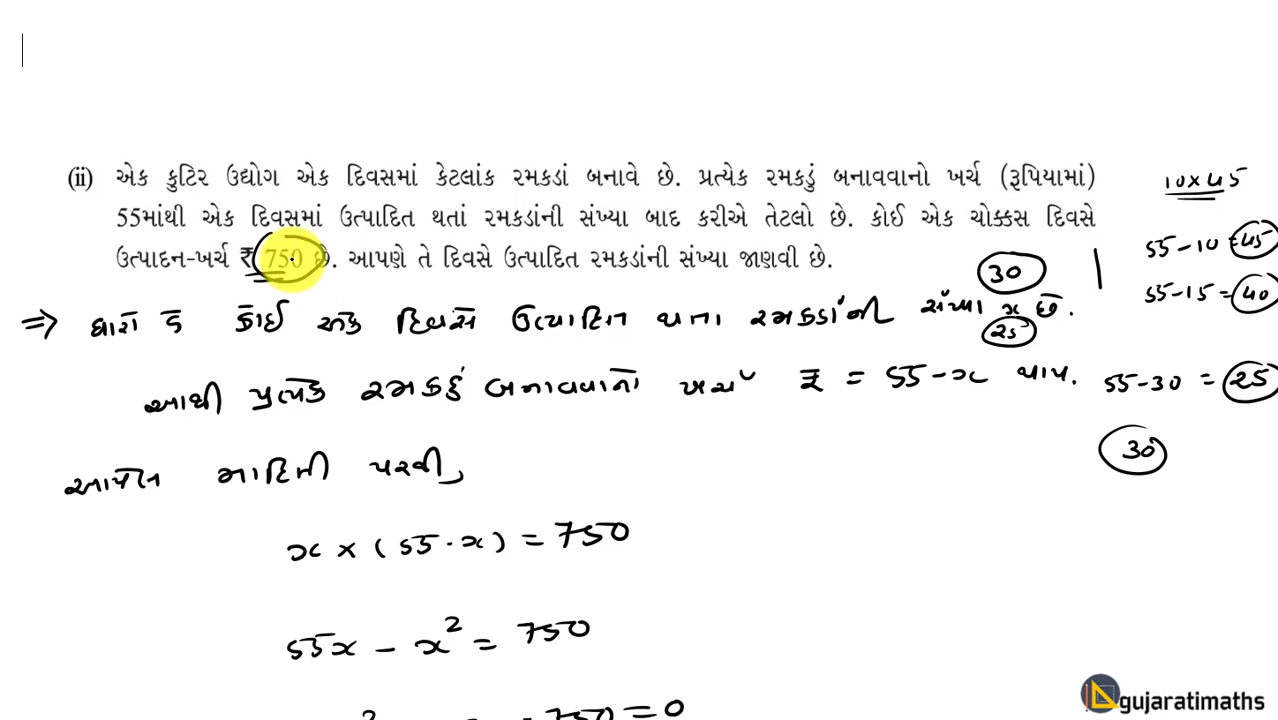 (ii) એક કુટિર ઉદ્યોગ એક દિવસમાં કેટલાંક રમકડાં બનાવે છે. પ્રત્યેક રમકડું બનાવવાનો ખર્ચ (રૂપિયામાં)
55માંથી એક દિવસમાં ઉત્પાદિત થતાં રમકડાંની સંખ્યા બાદ કરીએ તેટલો છે. કોઈ એક ચોક્કસ દિવસે
ઉત્પાદન-ખર્ચ ₹ 750 છે. આપણે તે દિવસે ઉત્પાદિત રમકડાંની સંખ્યા જાણવી છે.
10×45
55-10=45
55-15=40
30
⇒ ધારો કે કોઈ એક દિવસે ઉત્પાદિત થતા રમકડાંની સંખ્યા x છે.
25
આથી પ્રત્યેક રમકડું બનાવવાનો ખર્ચ ₹ = 55-x થાય.
55-30 = 25
30
આપેલ માહિતી પરથી,
x × (55-x) = 750
55x - x² = 750
750 = 0
gujaratimaths